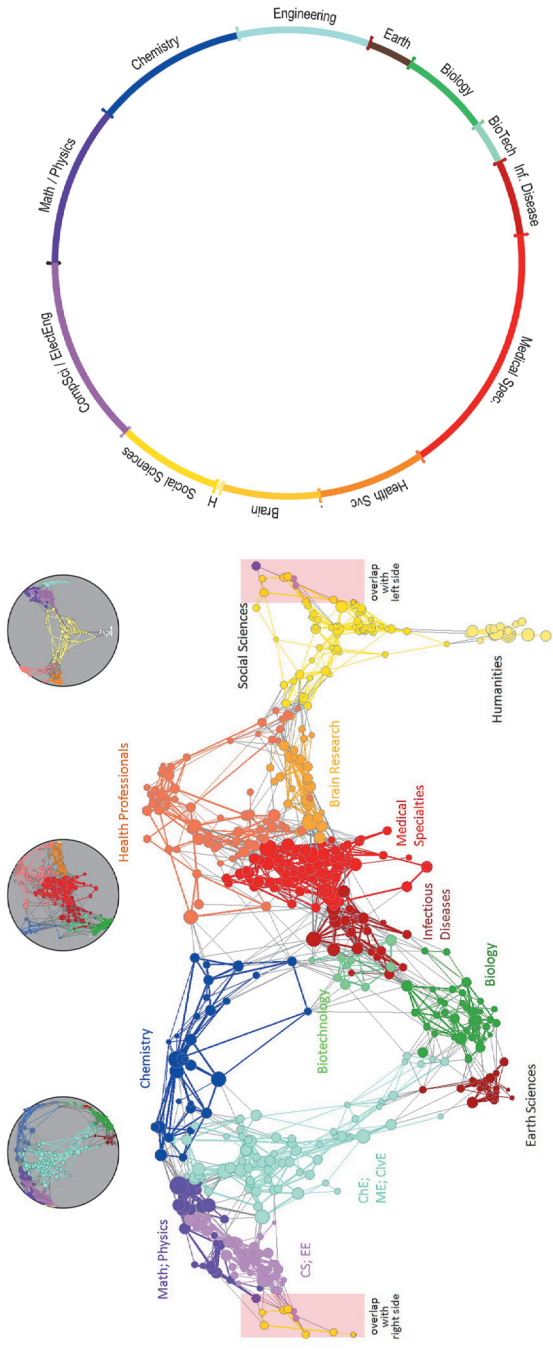 Engineering
Earth
Chemistry
Biology
BioTech
Math / Physics
Inf. Disease
CompSci / ElectEng
Medical Spec.
Social Sciences
H
Brain
Health Svc
Social Sciences
overlap
with
left side
Humanities
Health Professionals
Brain Research
Medical
Specialties
Infectious
Diseases
Chemistry
Biotechnology
Biology
Earth Sciences
Math; Physics
CS; EE
ChE;
ME; CivE
overlap
with
right side